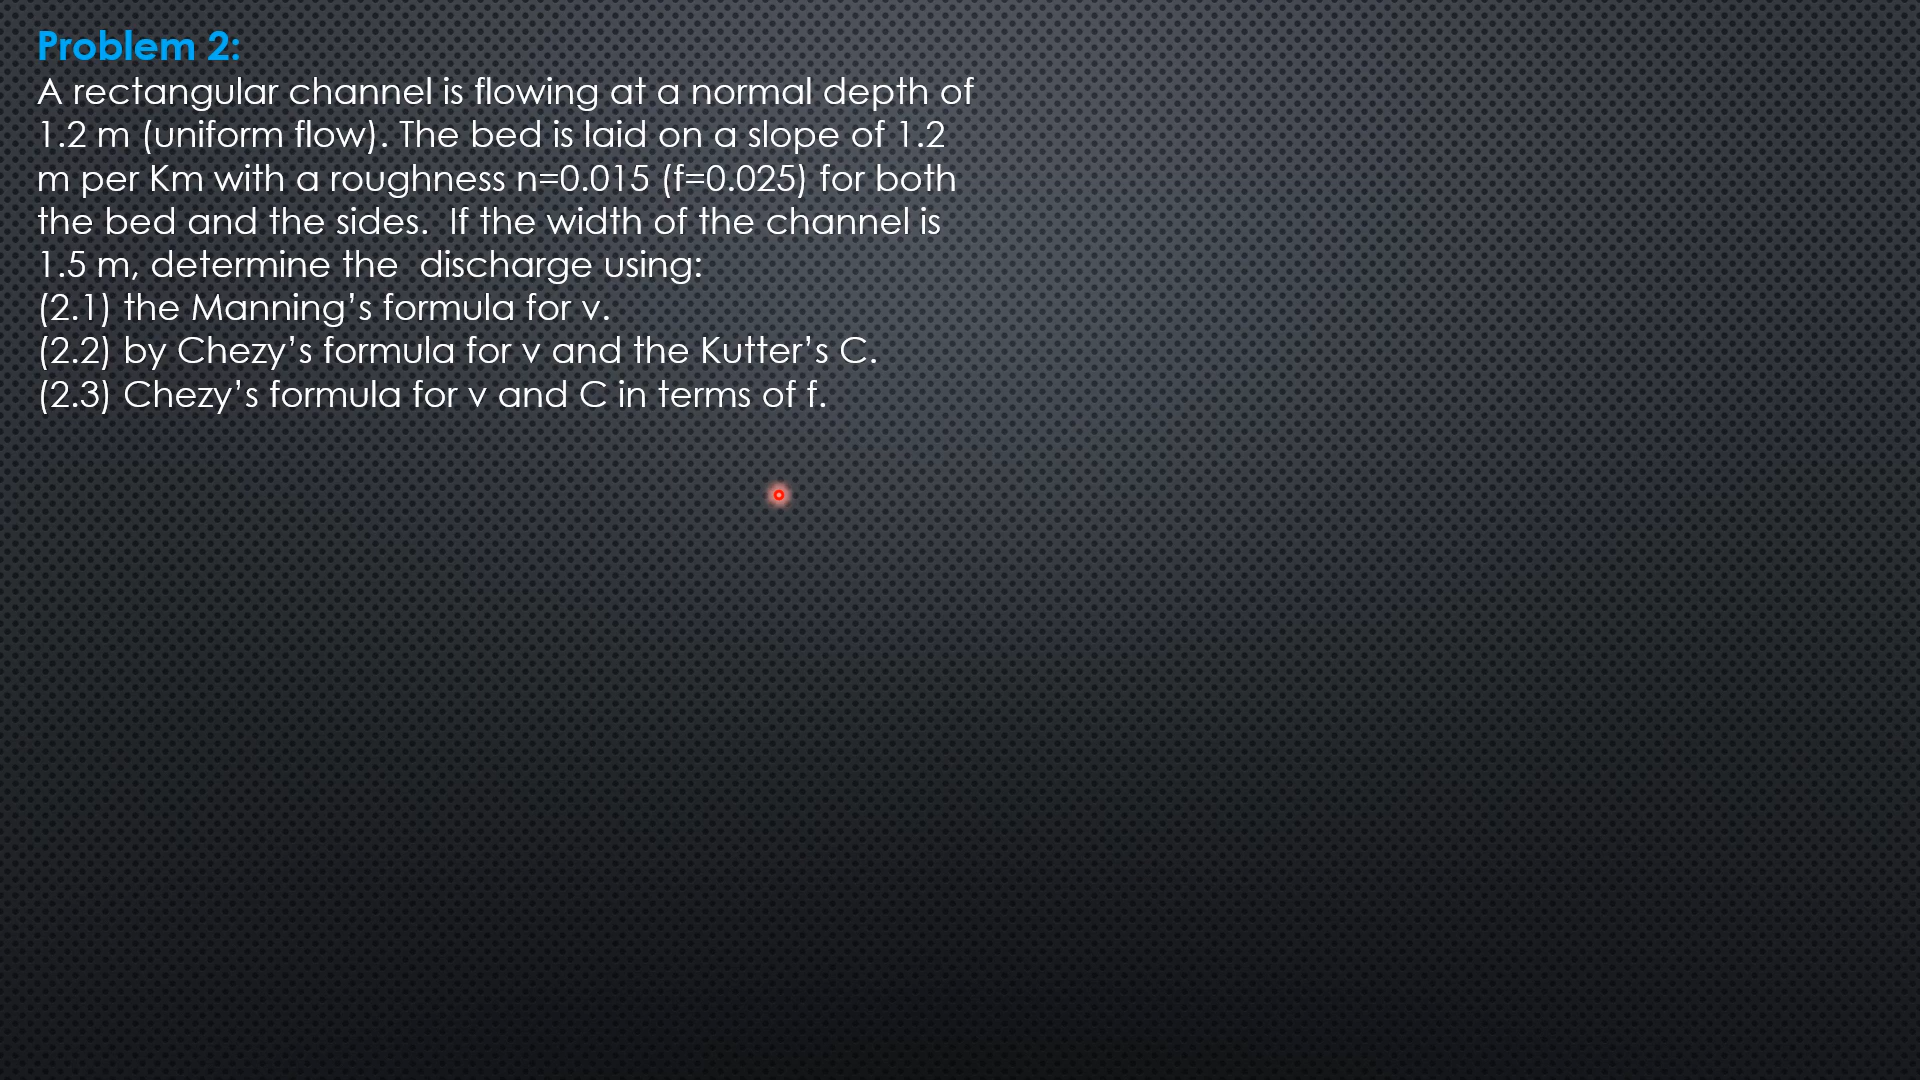 Problem 2:
A rectangular channel is flowing at a normal depth of
1.2 m (uniform flow). The bed is laid on a slope of 1.2
m per Km with a roughness n=0.015 (f=0.025) for both
the bed and the sides.  If the width of the channel is
1.5 m, determine the  discharge using:
(2.1) the Manning’s formula for v.
(2.2) by Chezy’s formula for v and the Kutter’s C.
(2.3) Chezy’s formula for v and C in terms of f.